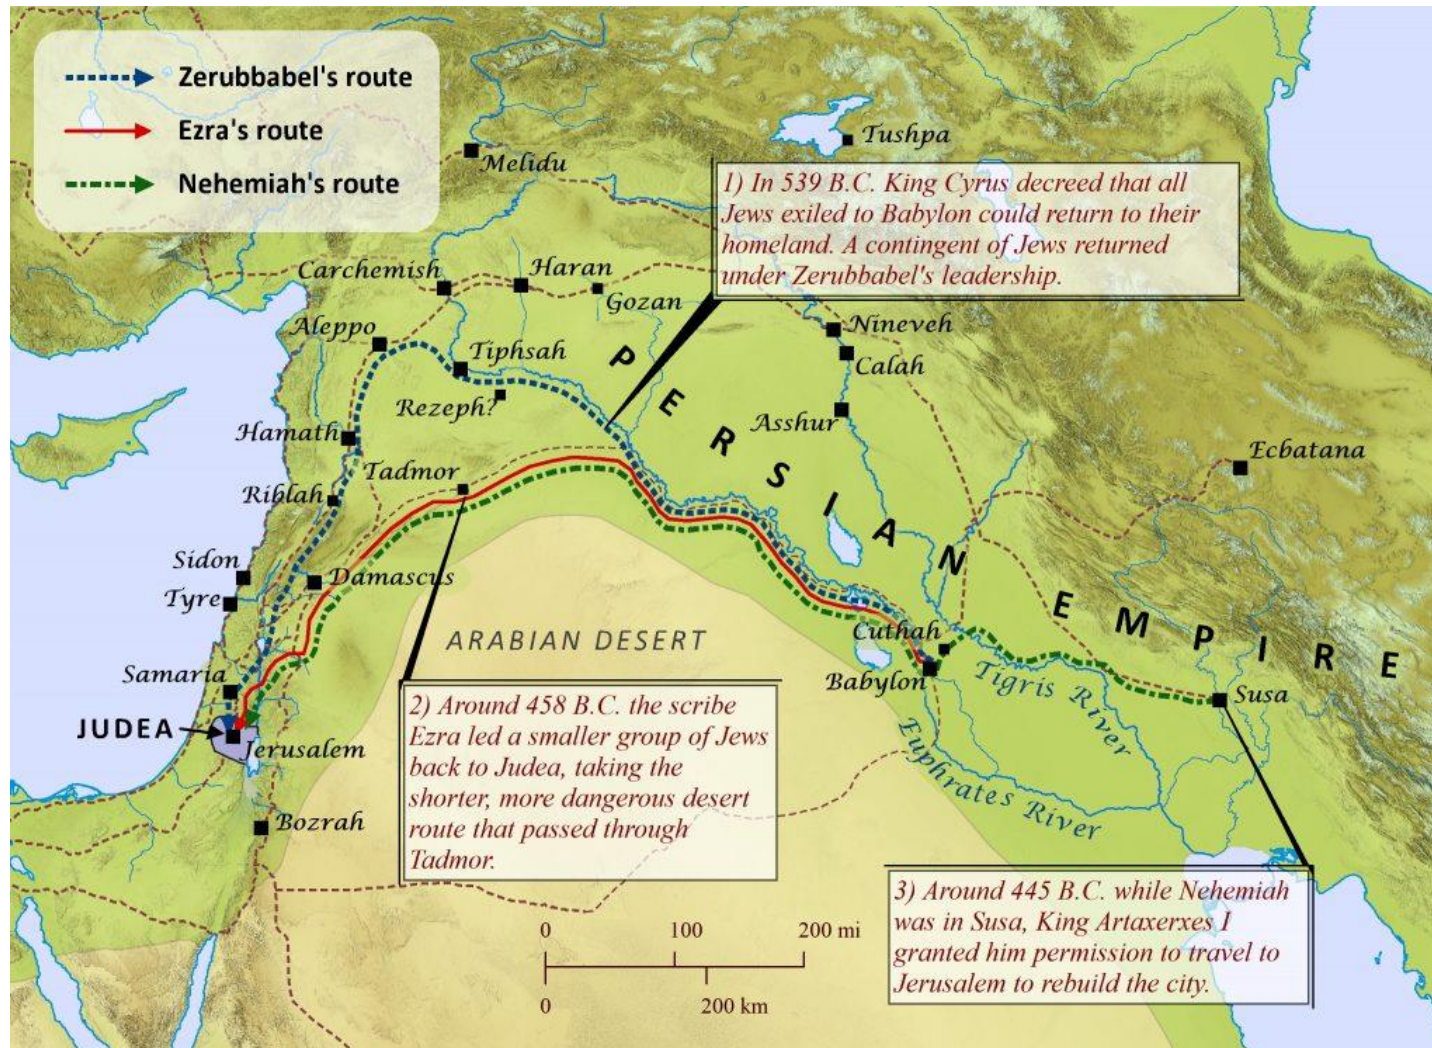 Zerubbabel's route
Ezra's route
Nehemiah's route
Tushpa
Melidu
1) In 539 B.C. King Cyrus decreed that all
Jews exiled to Babylon could return to their
homeland. A contingent of Jews returned
under Zerubbabel's leadership.
Carchemish
Haran
Gozan
Aleppo
Nineveh
Tiphsah
Calah
Rezeph?
Asshur
Hamath
Ecbatana
Tadmor
Riblah
PERSIAN EMPIRE
Sidon
Damascus
Tyre
ARABIAN DESERT
Cuthah
Samaria
Babylon
Tigris River
Susa
JUDEA
Jerusalem
2) Around 458 B.C. the scribe
Ezra led a smaller group of Jews
back to Judea, taking the
shorter, more dangerous desert
route that passed through
Tadmor.
Euphrates River
Bozrah
3) Around 445 B.C. while Nehemiah
was in Susa, King Artaxerxes I
granted him permission to travel to
Jerusalem to rebuild the city.
0 100 200 mi
0 200 km